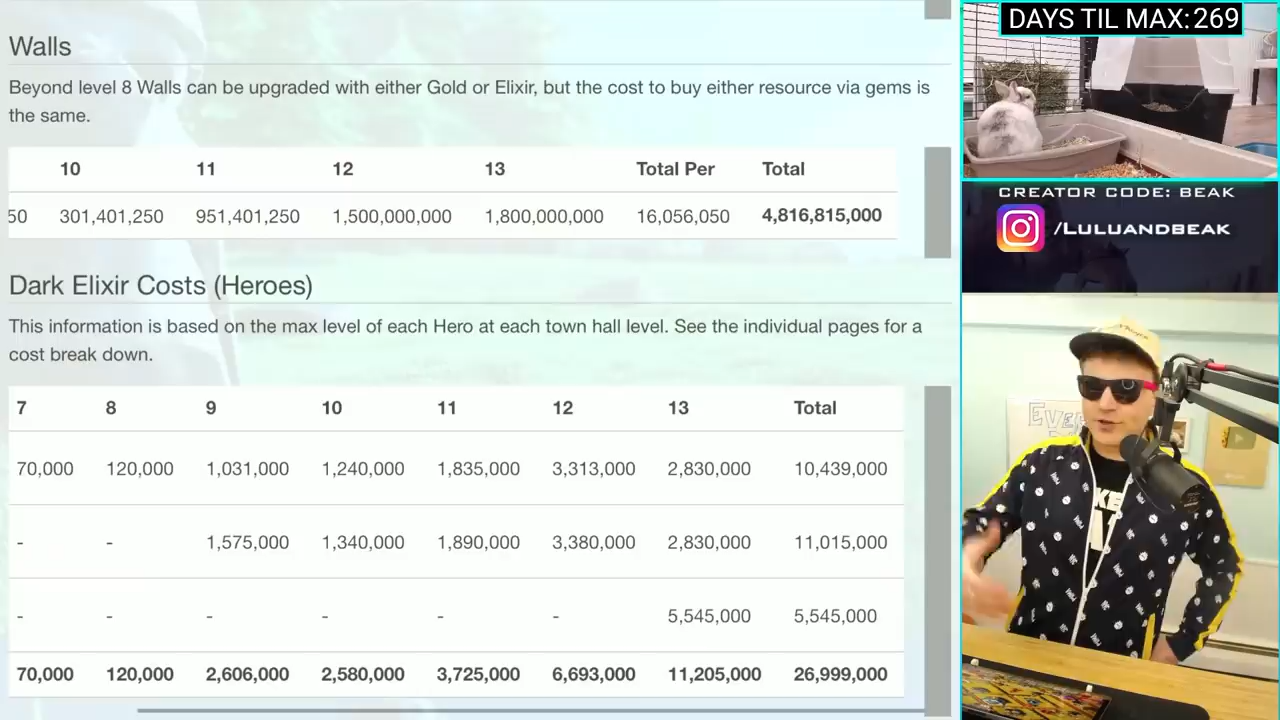 Walls
Beyond level 8 Walls can be upgraded with either Gold or Elixir, but the cost to buy either resource via gems is
the same.
10 11 12 13 Total Per Total
50 301,401,250 951,401,250 1,500,000,000 1,800,000,000 16,056,050 4,816,815,000
Dark Elixir Costs (Heroes)
This information is based on the max level of each Hero at each town hall level. See the individual pages for a
cost break down.
7 8 9 10 11 12 13 Total
70,000 120,000 1,031,000 1,240,000 1,835,000 3,313,000 2,830,000 10,439,000
- - 1,575,000 1,340,000 1,890,000 3,380,000 2,830,000 11,015,000
- - - - - - 5,545,000 5,545,000
70,000 120,000 2,606,000 2,580,000 3,725,000 6,693,000 11,205,000 26,999,000
DAYS TIL MAX: 269
CREATOR CODE: BEAK
/LULUANDBEAK